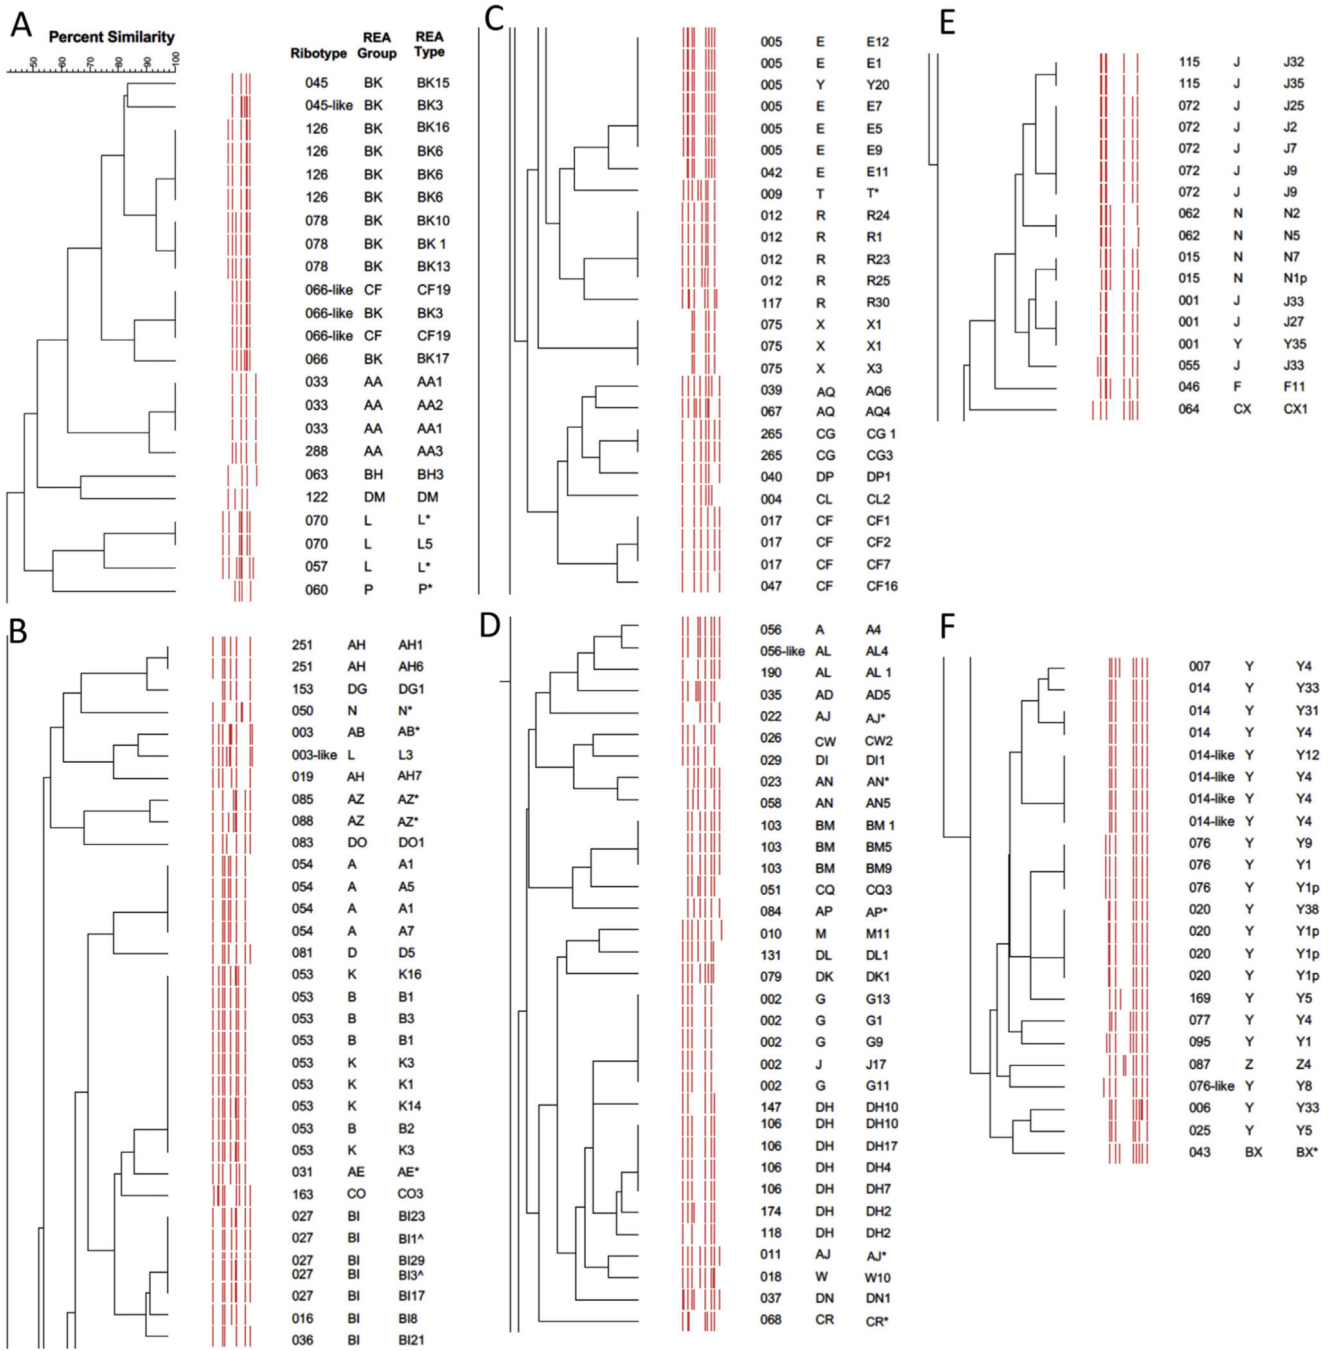 A
Percent Similarity
50 60 70 80 90 100
Ribotype REA Group REA Type
045 BK BK15
045-like BK BK3
126 BK BK16
126 BK BK6
126 BK BK6
126 BK BK6
078 BK BK10
078 BK BK 1
078 BK BK13
066-like CF CF19
066-like BK BK3
066-like CF CF19
066 BK BK17
033 AA AA1
033 AA AA2
033 AA AA1
288 AA AA3
063 BH BH3
122 DM DM
070 L L*
070 L L5
057 L L*
060 P P*
B
251 AH AH1
251 AH AH6
153 DG DG1
050 N N*
003 AB AB*
003-like L L3
019 AH AH7
085 AZ AZ*
088 AZ AZ*
083 DO DO1
054 A A1
054 A A5
054 A A1
054 A A7
081 D D5
053 K K16
053 B B1
053 B B3
053 B B1
053 K K3
053 K K1
053 K K14
053 B B2
053 K K3
031 AE AE*
163 CO CO3
027 BI BI23
027 BI BI1^
027 BI BI29
027 BI BI3^
027 BI BI17
016 BI BI8
036 BI BI21
C
005 E E12
005 E E1
005 Y Y20
005 E E7
005 E E5
005 E E9
042 E E11
009 T T*
012 R R24
012 R R1
012 R R23
012 R R25
117 R R30
075 X X1
075 X X1
075 X X3
039 AQ AQ6
067 AQ AQ4
265 CG CG 1
265 CG CG3
040 DP DP1
004 CL CL2
017 CF CF1
017 CF CF2
017 CF CF7
047 CF CF16
D
056 A A4
056-like AL AL4
190 AL AL 1
035 AD AD5
022 AJ AJ*
026 CW CW2
029 DI DI1
023 AN AN*
058 AN AN5
103 BM BM 1
103 BM BM5
103 BM BM9
051 CQ CQ3
084 AP AP*
010 M M11
131 DL DL1
079 DK DK1
002 G G13
002 G G1
002 G G9
002 J J17
002 G G11
147 DH DH10
106 DH DH10
106 DH DH17
106 DH DH4
106 DH DH7
174 DH DH2
118 DH DH2
011 AJ AJ*
018 W W10
037 DN DN1
068 CR CR*
E
115 J J32
115 J J35
072 J J25
072 J J2
072 J J7
072 J J9
072 J J9
062 N N2
062 N N5
015 N N7
015 N N1p
001 J J33
001 J J27
001 Y Y35
055 J J33
046 F F11
064 CX CX1
F
007 Y Y4
014 Y Y33
014 Y Y31
014 Y Y4
014-like Y Y12
014-like Y Y4
014-like Y Y4
014-like Y Y4
076 Y Y9
076 Y Y1
076 Y Y1p
020 Y Y38
020 Y Y1p
020 Y Y1p
020 Y Y1p
169 Y Y5
077 Y Y4
095 Y Y1
087 Z Z4
076-like Y Y8
006 Y Y33
025 Y Y5
043 BX BX*